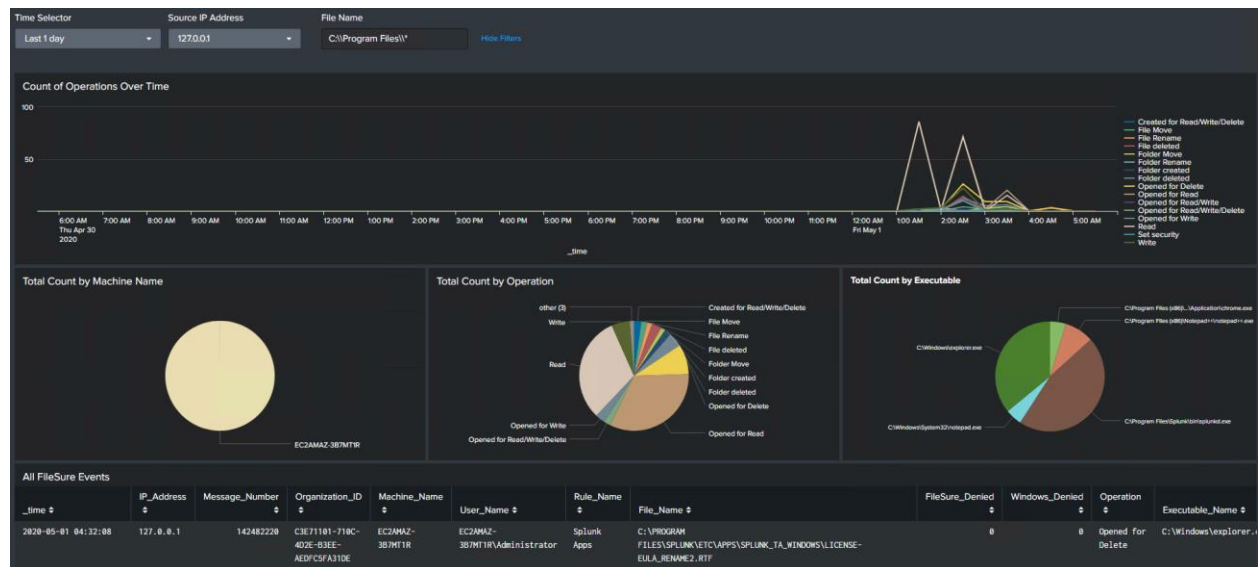 Time Selector
Source IP Address
File Name
Last 1 day
127.0.0.1
C:\\Program Files\\*
Hide Filters
Count of Operations Over Time
100
50
6:00 AM 7:00 AM 8:00 AM 9:00 AM 10:00 AM 11:00 AM 12:00 PM 1:00 PM 2:00 PM 3:00 PM 4:00 PM 5:00 PM 6:00 PM 7:00 PM 8:00 PM 9:00 PM 10:00 PM 11:00 PM 12:00 AM 1:00 AM 2:00 AM 3:00 AM 4:00 AM 5:00 AM
Thu Apr 30
2020
Fri May 1
_time
Created for Read/Write/Delete
File Move
File Rename
File deleted
Folder Move
Folder Rename
Folder created
Folder deleted
Opened for Delete
Opened for Read
Opened for Read/Write
Opened for Read/Write/Delete
Opened for Write
Read
Set security
Write
Total Count by Machine Name
EC2AMAZ-3B7MT1R
Total Count by Operation
other (3)
Write
Read
Opened for Write
Opened for Read/Write/Delete
Created for Read/Write/Delete
File Move
File Rename
File deleted
Folder Move
Folder created
Folder deleted
Opened for Delete
Opened for Read
Total Count by Executable
C:\Windows\explorer.exe
C:\Windows\System32\notepad.exe
C:\Program Files (x86)\...\Application\chrome.exe
C:\Program Files (x86)\Notepad++\notepad++.exe
C:\Program Files\Splunk\bin\splunkd.exe
All FileSure Events
_time
IP_Address
Message_Number
Organization_ID
Machine_Name
User_Name
Rule_Name
File_Name
FileSure_Denied
Windows_Denied
Operation
Executable_Name
2020-05-01 04:32:08
127.0.0.1
142482220
C3E71101-710C-
4D2E-B3EE-
AEDFC5FA31DE
EC2AMAZ-
3B7MT1R
EC2AMAZ-
3B7MT1R\Administrator
Splunk
Apps
C:\PROGRAM
FILES\SPLUNK\ETC\APPS\SPLUNK_TA_WINDOWS\LICENSE-
EULA_RENAME2.RTF
0
0
Opened for
Delete
C:\Windows\explorer.